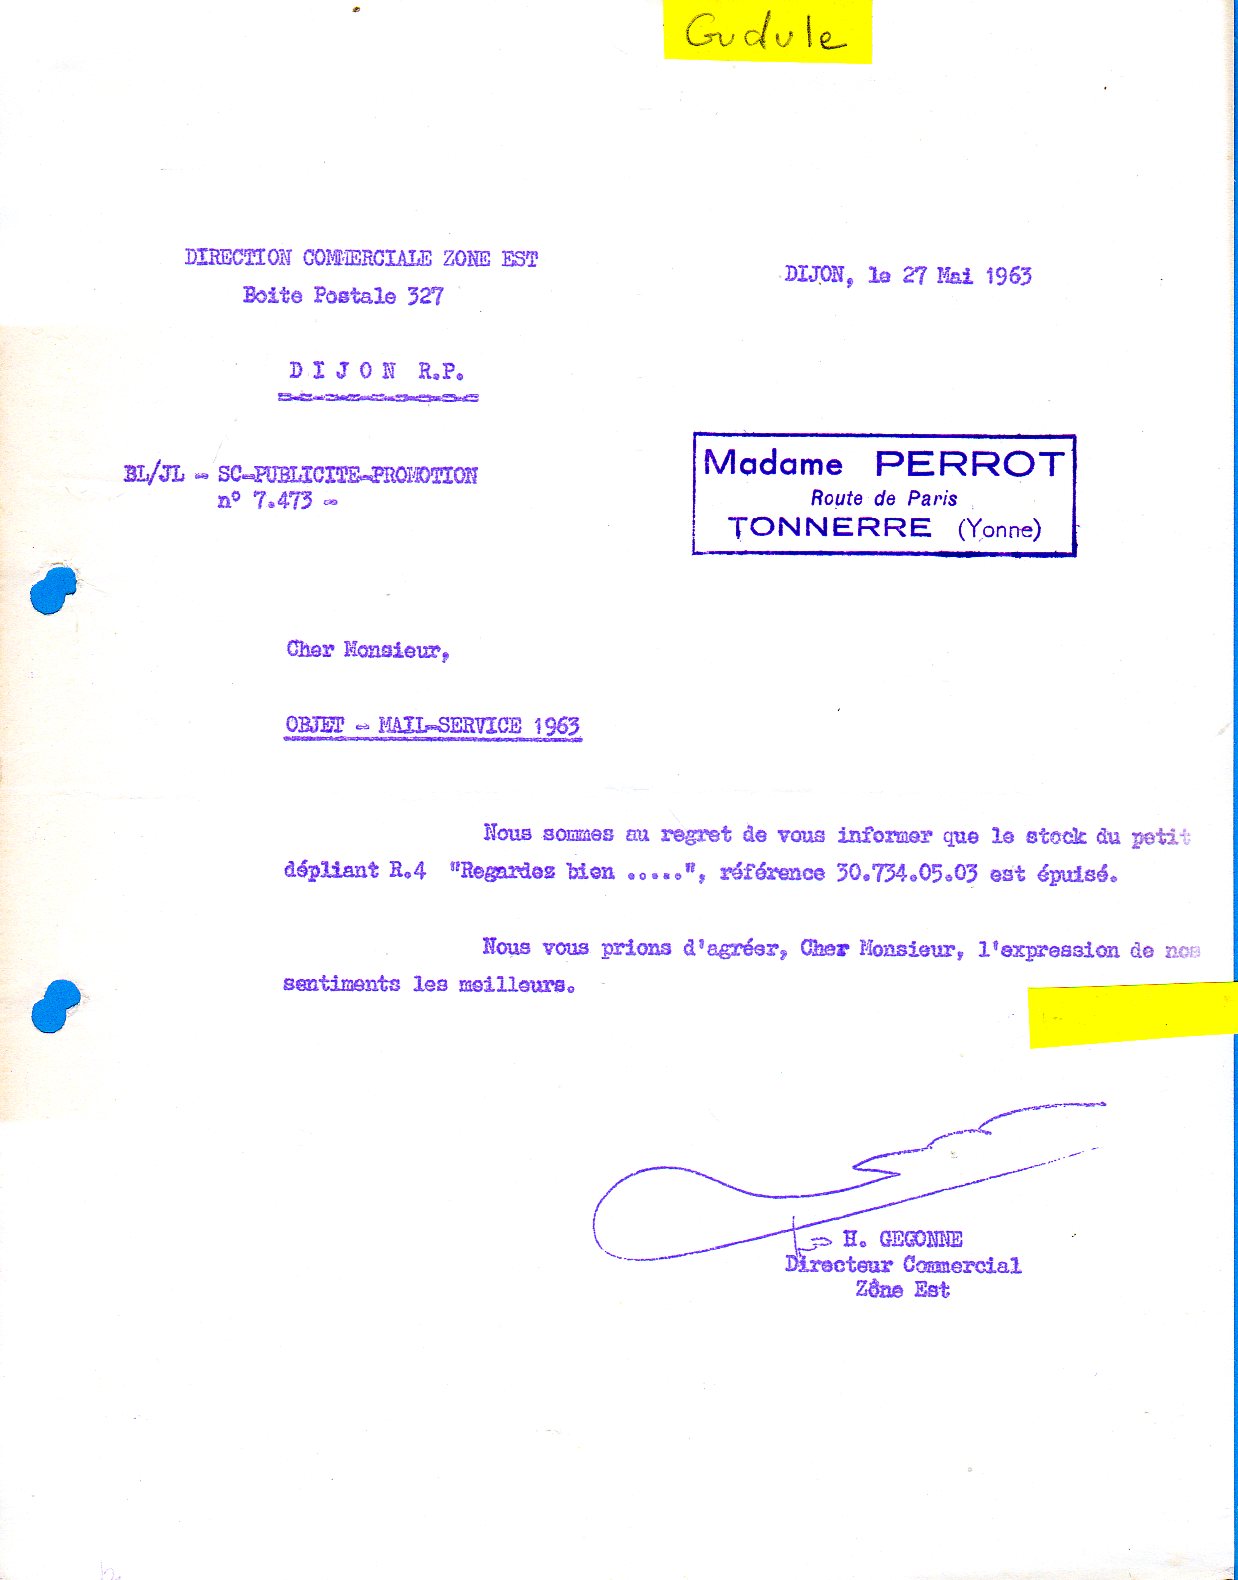 Gudule
DIRECTION COMMERCIALE ZONE EST
Boite Postale 327
DIJON, le 27 Mai 1963
D I J O N R.P.
BL/JL - SC-PUBLICITE-PROMOTION
n° 7.473 -
Madame PERROT
Route de Paris
TONNERRE (Yonne)
Cher Monsieur,
OBJET - MAIL-SERVICE 1963
Nous sommes au regret de vous informer que le stock du petit
dépliant R.4 "Regardez bien .....", référence 30.734.05.03 est épuisé.
Nous vous prions d'agréer, Cher Monsieur, l'expression de nos
sentiments les meilleurs.
H. GEGONNE
Directeur Commercial
Zône Est